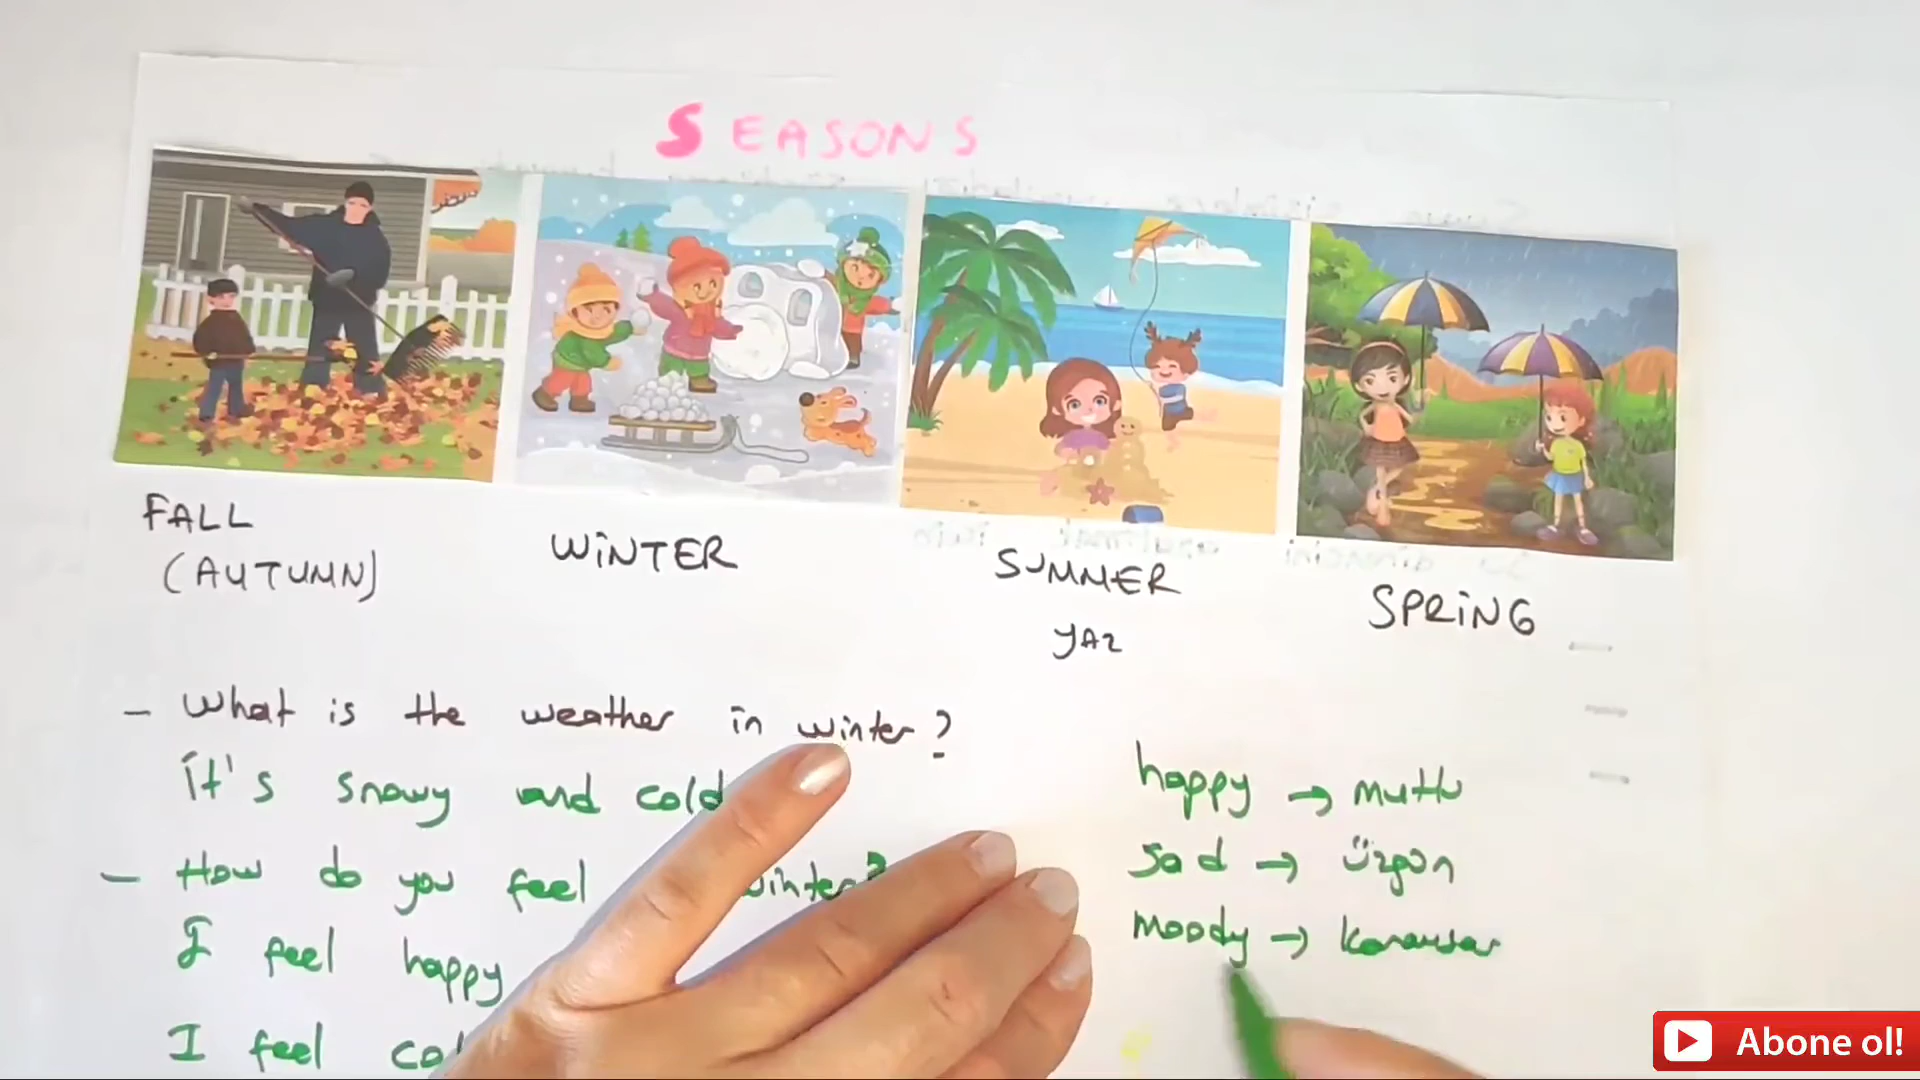 SEASONS
FALL
(AUTUMN)
WiNTER
SUMMER
YAZ
SPRiNG
- What is the weather in winter?
it's snowy and cold
- How do you feel winter?
I feel happy
I feel
happy → mutlu
sad → üzgün
moody → karamsar
Abone ol!